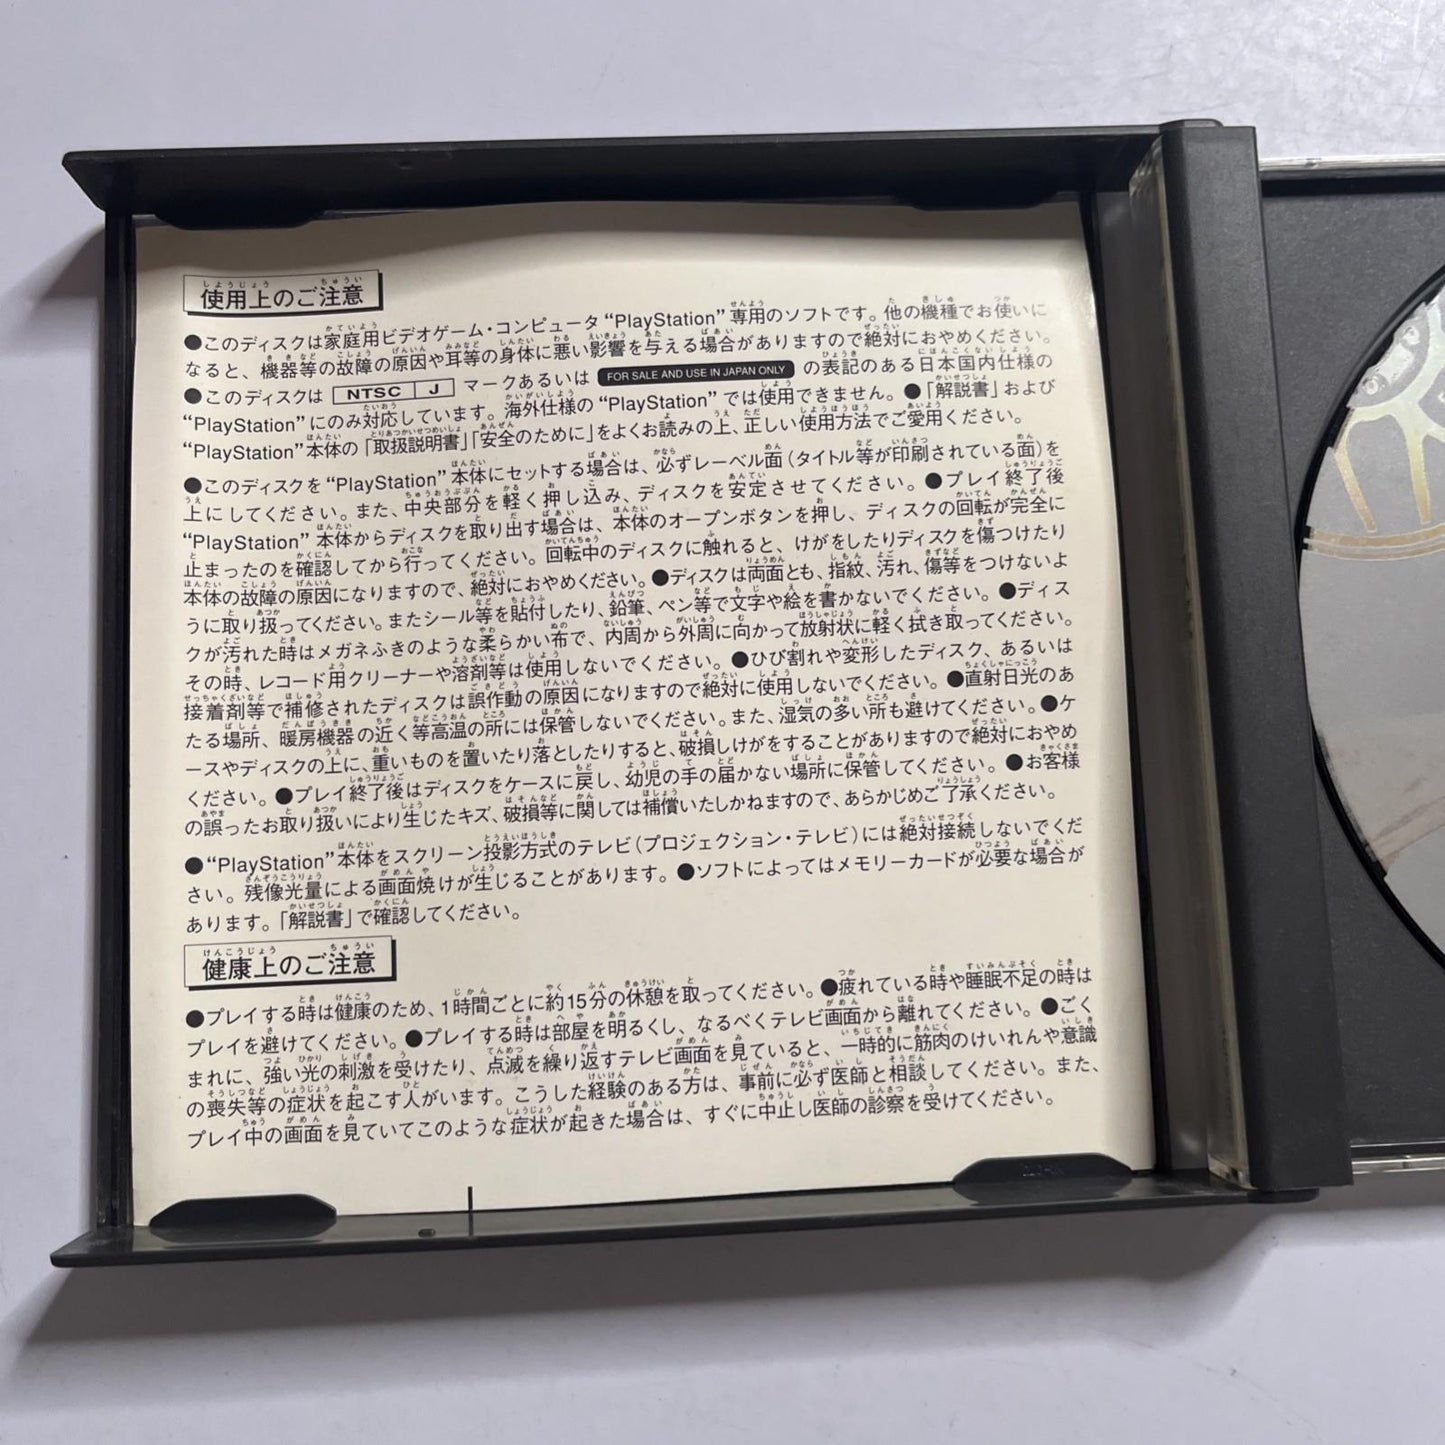 使用上のご注意
●このディスクは家庭用ビデオゲーム・コンピュータ“PlayStation”専用のソフトです。他の機種でお使いに
なると、機器等の故障の原因や耳等の身体に悪い影響を与える場合がありますので絶対におやめください。
●このディスクは NTSC J マークあるいは FOR SALE AND USE IN JAPAN ONLY の表記のある日本国内仕様の
“PlayStation”にのみ対応しています。海外仕様の“PlayStation”では使用できません。●「解説書」および
“PlayStation”本体の「取扱説明書」「安全のために」をよくお読みの上、正しい使用方法でご愛用ください。
●このディスクを“PlayStation”本体にセットする場合は、必ずレーベル面（タイトル等が印刷されている面）を
上にしてください。また、中央部分を軽く押し込み、ディスクを安定させてください。●プレイ終了後
“PlayStation”本体からディスクを取り出す場合は、本体のオープンボタンを押し、ディスクの回転が完全に
止まったのを確認してから行ってください。回転中のディスクに触れると、けがをしたりディスクを傷つけたり
本体の故障の原因になりますので、絶対におやめください。●ディスクは両面とも、指紋、汚れ、傷等をつけないよ
うに取り扱ってください。またシール等を貼付したり、鉛筆、ペン等で文字や絵を書かないでください。●ディス
クが汚れた時はメガネふきのような柔らかい布で、内周から外周に向かって放射状に軽く拭き取ってください。
その時、レコード用クリーナーや溶剤等は使用しないでください。●ひび割れや変形したディスク、あるいは
接着剤等で補修されたディスクは誤作動の原因になりますので絶対に使用しないでください。●直射日光のあ
たる場所、暖房機器の近く等高温の所には保管しないでください。また、湿気の多い所も避けてください。●ケ
ースやディスクの上に、重いものを置いたり落としたりすると、破損しけがをすることがありますので絶対におやめ
ください。●プレイ終了後はディスクをケースに戻し、幼児の手の届かない場所に保管してください。●お客様
の誤ったお取り扱いにより生じたキズ、破損等に関しては補償いたしかねますので、あらかじめご了承ください。
●“PlayStation”本体をスクリーン投影方式のテレビ（プロジェクション・テレビ）には絶対接続しないでくだ
さい。残像光量による画面焼けが生じることがあります。●ソフトによってはメモリーカードが必要な場合が
あります。「解説書」で確認してください。
健康上のご注意
●プレイする時は健康のため、1時間ごとに約15分の休憩を取ってください。●疲れている時や睡眠不足の時は
プレイを避けてください。●プレイする時は部屋を明るくし、なるべくテレビ画面から離れてください。●ごく
まれに、強い光の刺激を受けたり、点滅を繰り返すテレビ画面を見ていると、一時的に筋肉のけいれんや意識
の喪失等の症状を起こす人がいます。こうした経験のある方は、事前に必ず医師と相談してください。また、
プレイ中の画面を見ていてこのような症状が起きた場合は、すぐに中止し医師の診察を受けてください。